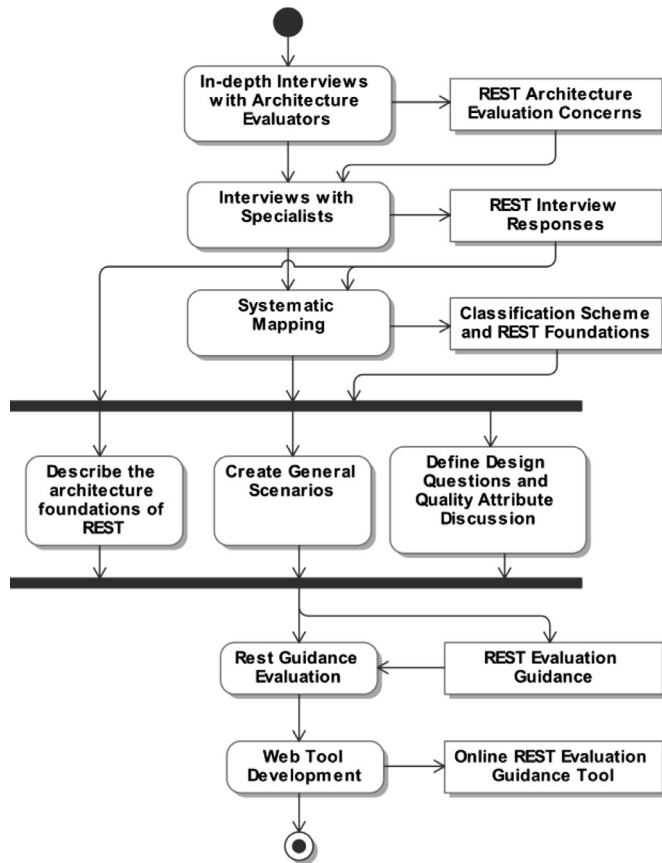 In-depth Interviews
with Architecture
Evaluators
REST Architecture
Evaluation Concerns
Interviews with
Specialists
REST Interview
Responses
Systematic
Mapping
Classification Scheme
and REST Foundations
Describe the
architecture
foundations of
REST
Create General
Scenarios
Define Design
Questions and
Quality Attribute
Discussion
Rest Guidance
Evaluation
REST Evaluation
Guidance
Web Tool
Development
Online REST Evaluation
Guidance Tool